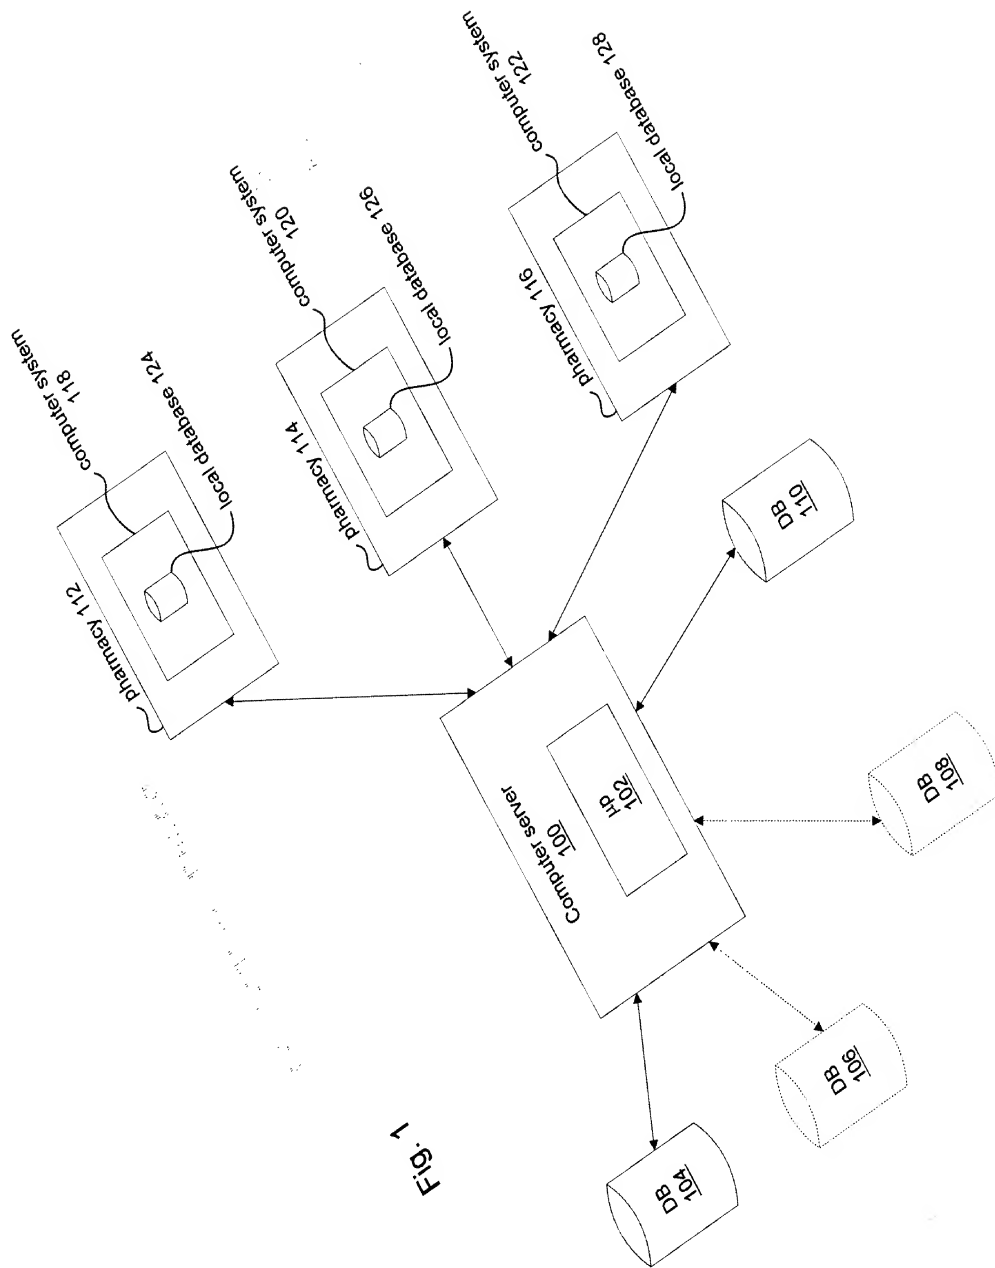 computer system
118
local database 124
pharmacy 112
computer system
120
local database 126
pharmacy 114
computer system
122
local database 128
pharmacy 116
Computer server
100
µp
102
DB
104
DB
106
DB
108
DB
110
Fig. 1